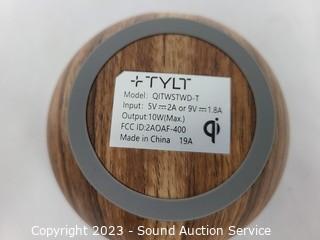 TYLT
Model: QITWSTWD-T
Input: 5V⎓2A or 9V⎓1.8A
Output:10W(Max.)
FCC ID:2AOAF-400
Made in China 19A
qi
Copyright © 2023 - Sound Auction Service